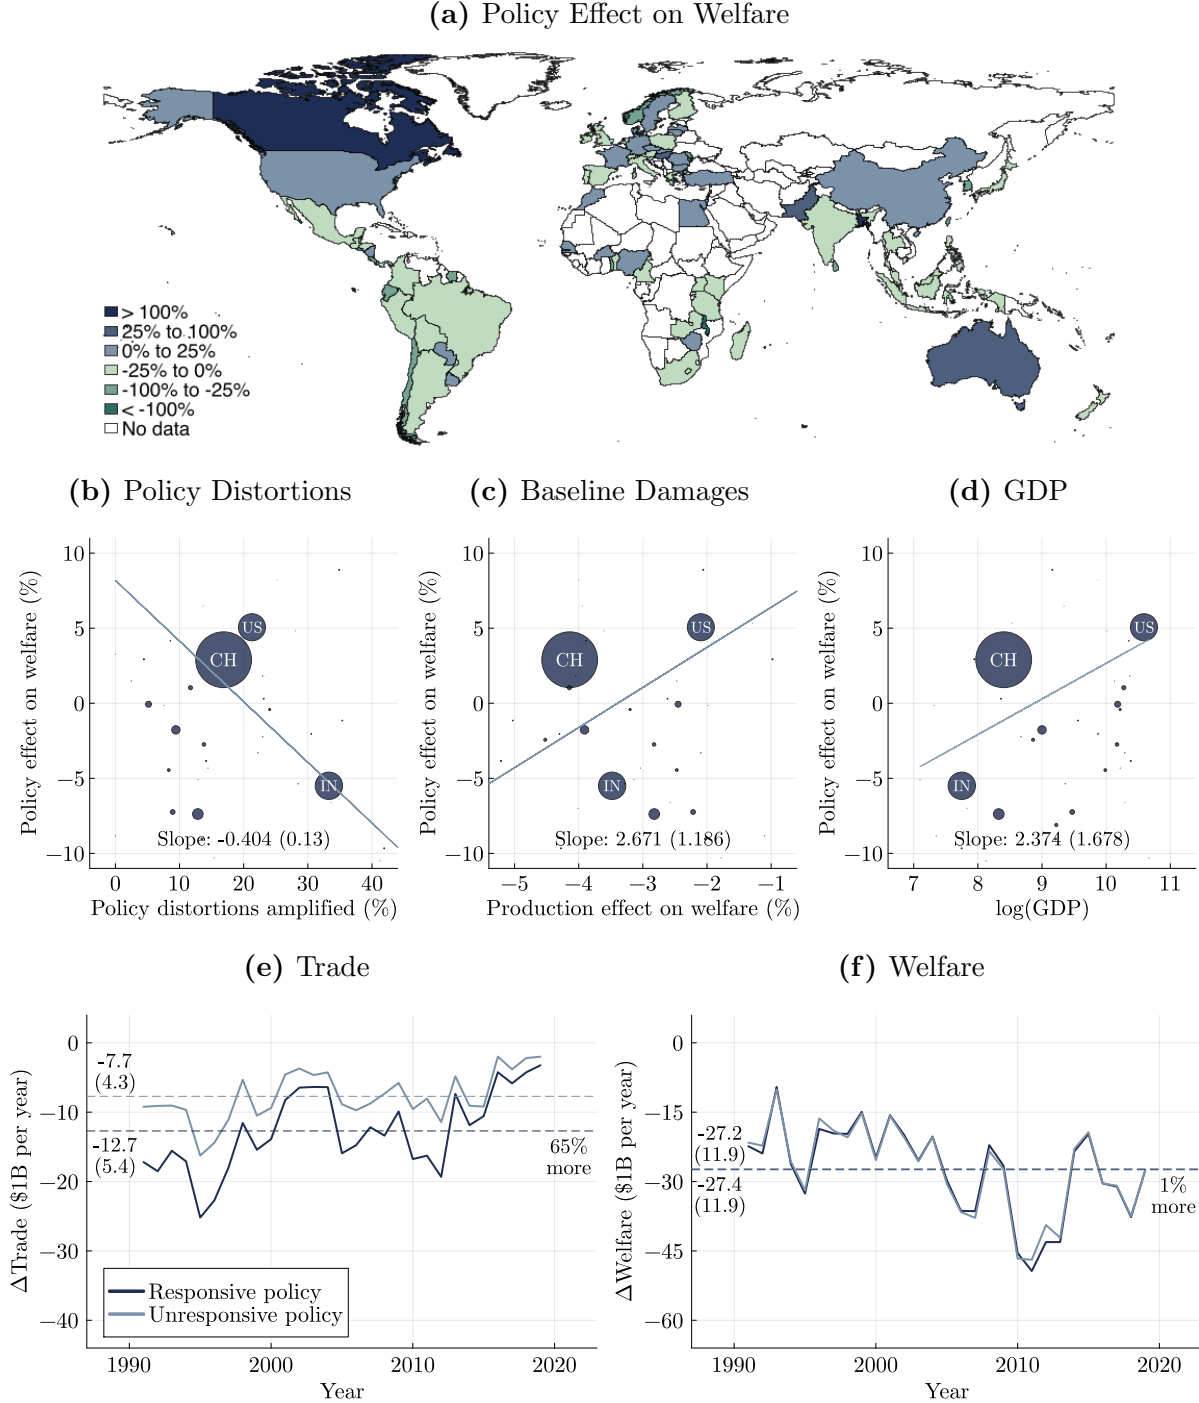 (a) Policy Effect on Welfare
> 100%
25% to 100%
0% to 25%
-25% to 0%
-100% to -25%
< -100%
No data
(b) Policy Distortions
10
5
0
−5
−10
0 10 20 30 40
Policy effect on welfare (%)
Policy distortions amplified (%)
US
CH
IN
Slope: -0.404 (0.13)
(c) Baseline Damages
10
5
0
−5
−10
−5 −4 −3 −2 −1
Policy effect on welfare (%)
Production effect on welfare (%)
US
CH
IN
Slope: 2.671 (1.186)
(d) GDP
10
5
0
−5
−10
7 8 9 10 11
Policy effect on welfare (%)
log(GDP)
US
CH
IN
Slope: 2.374 (1.678)
(e) Trade
0
−10
−20
−30
−40
1990 2000 2010 2020
ΔTrade ($1B per year)
Year
-7.7
(4.3)
-12.7
(5.4)
65%
more
Responsive policy
Unresponsive policy
(f) Welfare
0
−15
−30
−45
−60
1990 2000 2010 2020
ΔWelfare ($1B per year)
Year
-27.2
(11.9)
-27.4
(11.9)
1%
more